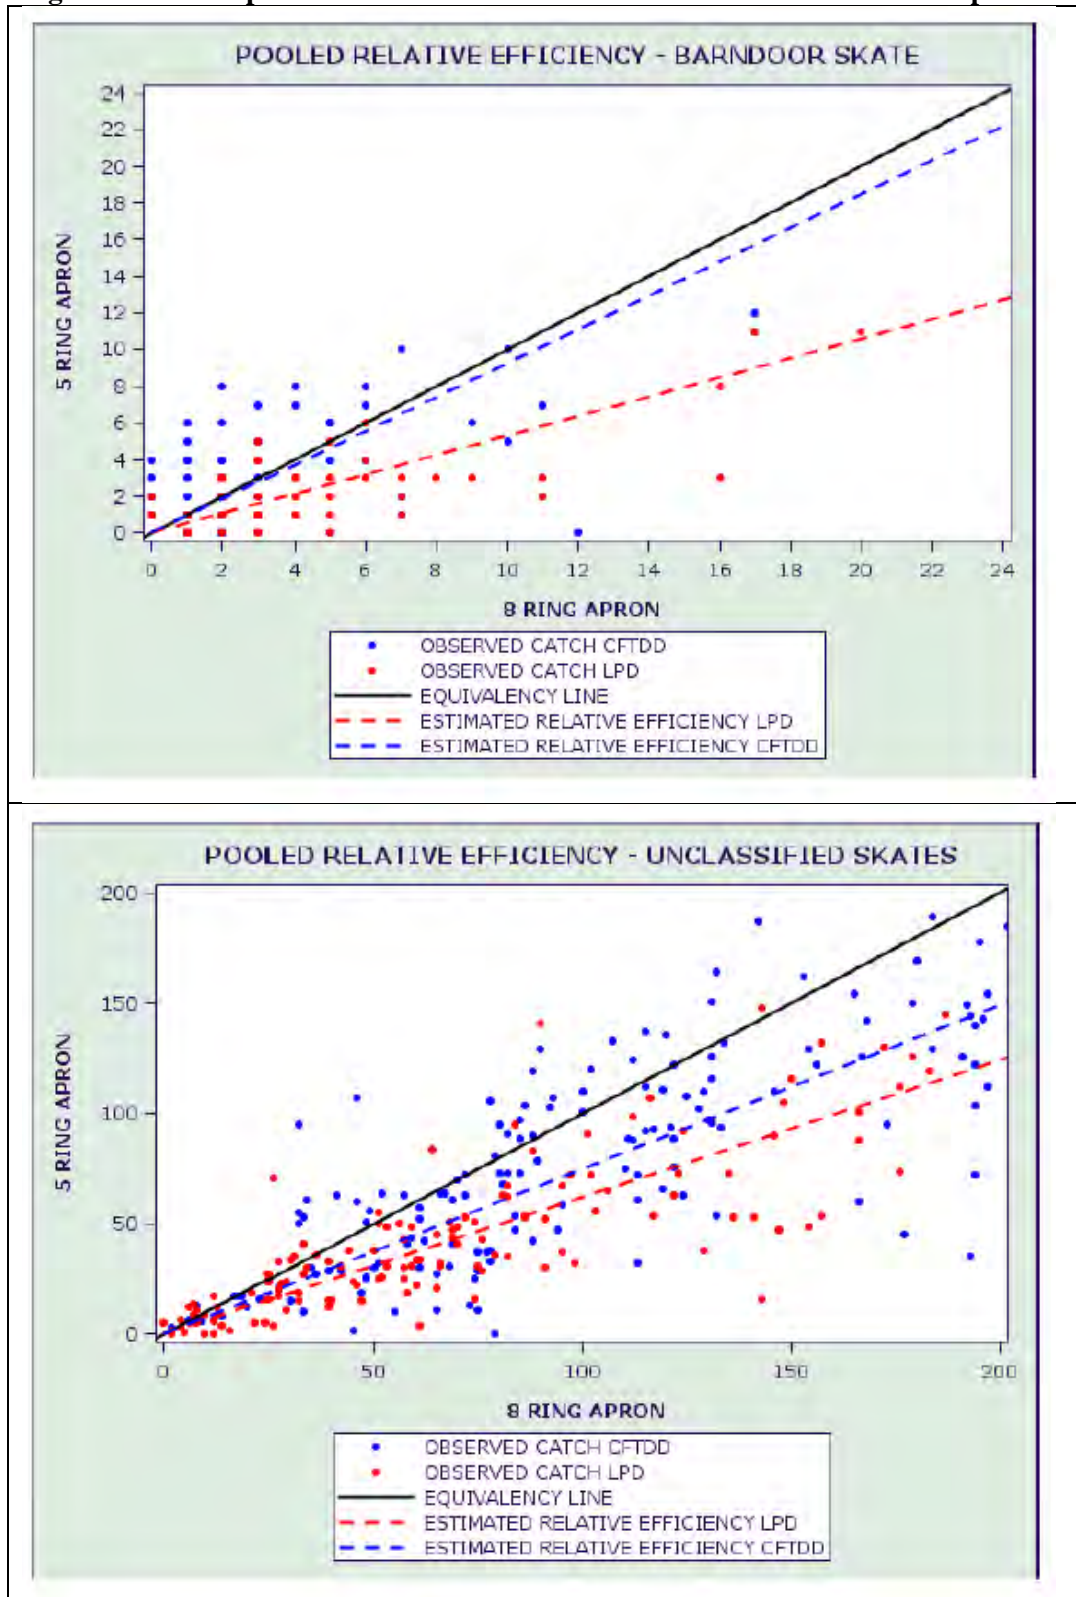 POOLED RELATIVE EFFICIENCY - BARNDOOR SKATE
24
22
20
18
16
14
12
10
8
6
4
2
0
5 RING APRON
0 2 4 6 8 10 12 14 16 18 20 22 24
8 RING APRON
OBSERVED CATCH CFTDD
OBSERVED CATCH LPD
EQUIVALENCY LINE
ESTIMATED RELATIVE EFFICIENCY LPD
ESTIMATED RELATIVE EFFICIENCY CFTDD
POOLED RELATIVE EFFICIENCY - UNCLASSIFIED SKATES
200
150
100
50
0
5 RING APRON
0 50 100 150 200
8 RING APRON
OBSERVED CATCH CFTDD
OBSERVED CATCH LPD
EQUIVALENCY LINE
ESTIMATED RELATIVE EFFICIENCY LPD
ESTIMATED RELATIVE EFFICIENCY CFTDD